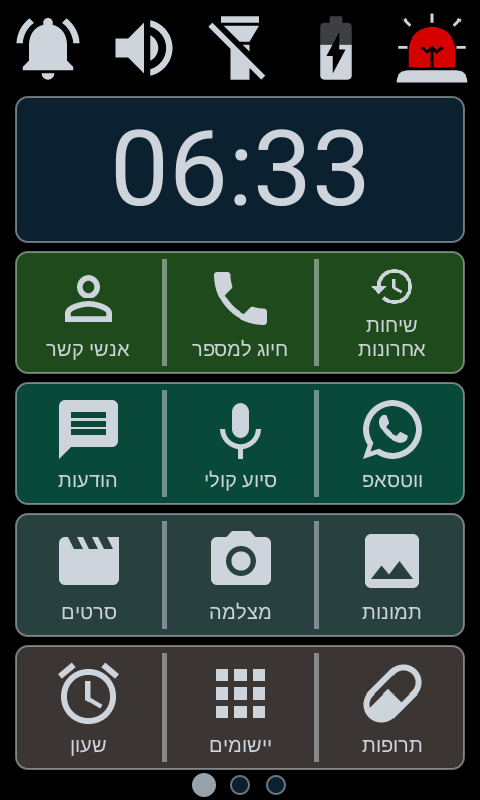 06:33
שיחות
אחרונות
חיוג למספר
אנשי קשר
ווטסאפ
סיוע קולי
הודעות
תמונות
מצלמה
סרטים
תרופות
יישומים
שעון